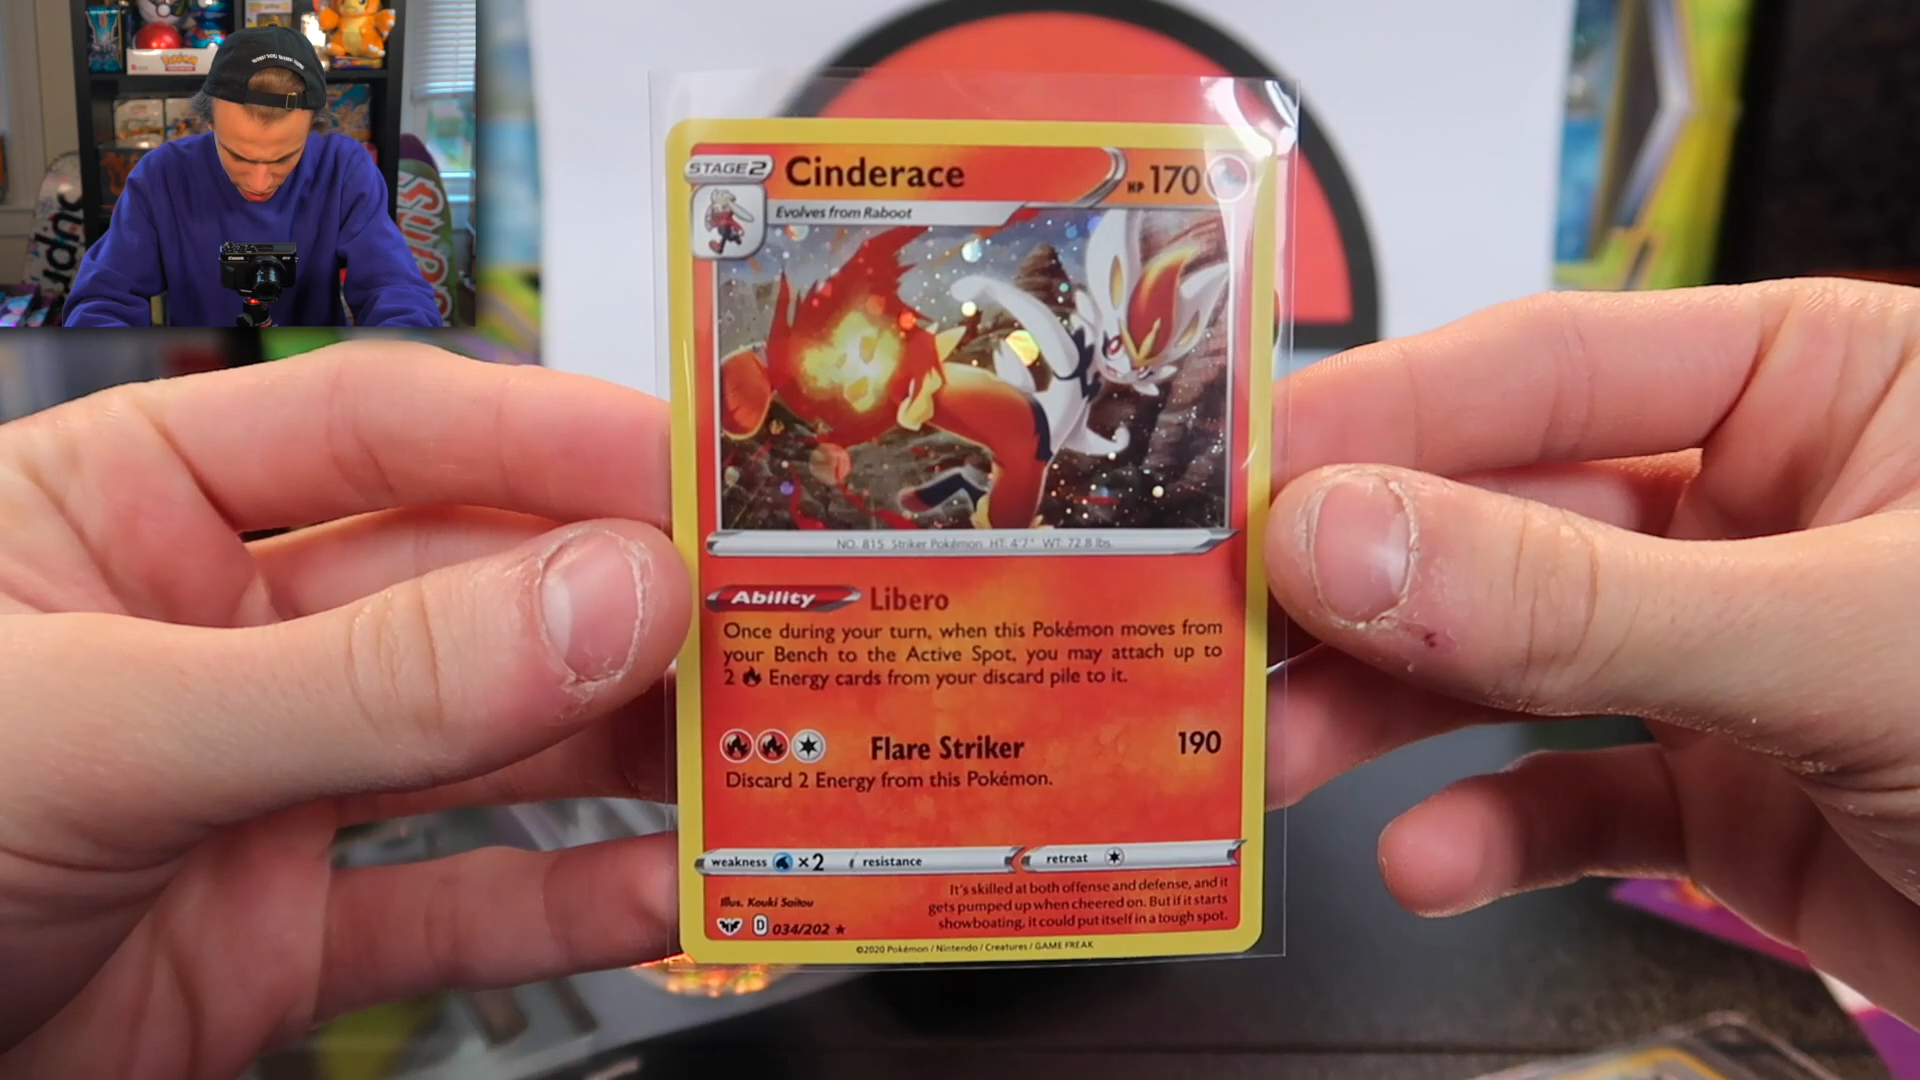 POKÉMON
Canon
STAGE 2
Cinderace
HP 170
Evolves from Raboot
NO. 815 Striker Pokémon HT: 4'7" WT: 72.8 lbs
Ability Libero
Once during your turn, when this Pokémon moves from
your Bench to the Active Spot, you may attach up to
2 Energy cards from your discard pile to it.
Flare Striker 190
Discard 2 Energy from this Pokémon.
weakness ×2 resistance retreat
Illus. Kouki Saitou
It's skilled at both offense and defense, and it
gets pumped up when cheered on. But if it starts
showboating, it could put itself in a tough spot.
D 034/202 ★
©2020 Pokémon / Nintendo / Creatures / GAME FREAK